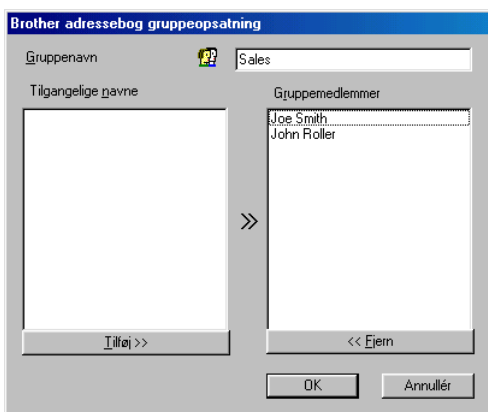 Brother adressebog gruppeopsatning
Gruppenavn
Sales
Tilgangelige navne
Gruppemedlemmer
Joe Smith
John Roller
>>
Tilføj >>
<< Fjern
OK
Annullér